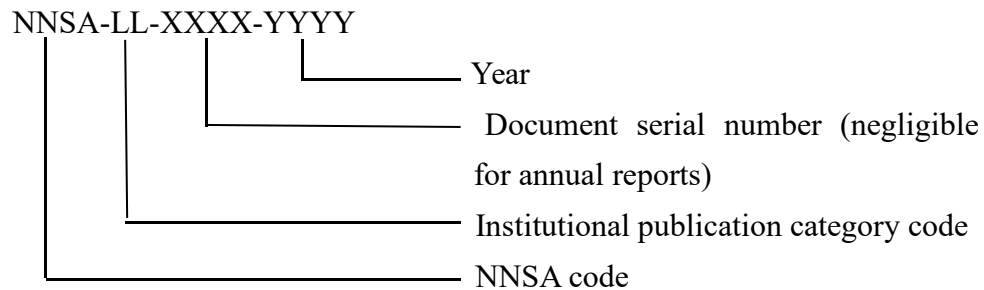 NNSA-LL-XXXX-YYYY
Year
Document serial number (negligible
for annual reports)
Institutional publication category code
NNSA code